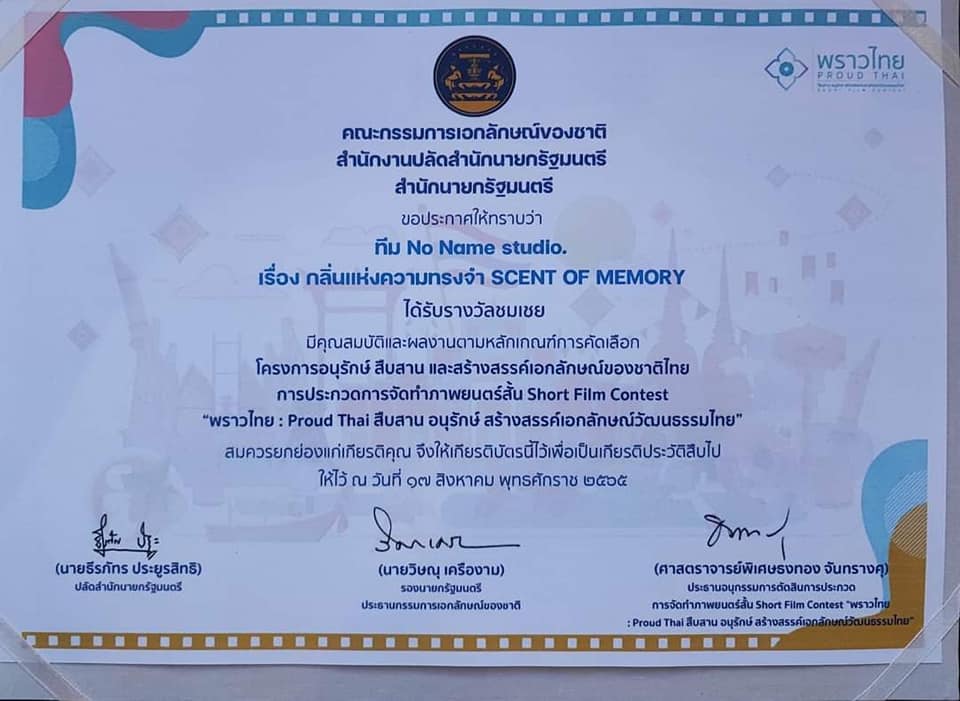 พราวไทย
PROUD THAI
SHORT FILM CONTEST
คณะกรรมการเอกลักษณ์ของชาติ
สำนักงานปลัดสำนักนายกรัฐมนตรี
สำนักนายกรัฐมนตรี
ขอประกาศให้ทราบว่า
ทีม No Name studio.
เรื่อง กลิ่นแห่งความทรงจำ SCENT OF MEMORY
ได้รับรางวัลชมเชย
มีคุณสมบัติและผลงานตามหลักเกณฑ์การคัดเลือก
โครงการอนุรักษ์ สืบสาน และสร้างสรรค์เอกลักษณ์ของชาติไทย
การประกวดการจัดทำภาพยนตร์สั้น Short Film Contest
“พราวไทย : Proud Thai สืบสาน อนุรักษ์ สร้างสรรค์เอกลักษณ์วัฒนธรรมไทย”
สมควรยกย่องแก่เกียรติคุณ จึงให้เกียรติบัตรนี้ไว้เพื่อเป็นเกียรติประวัติสืบไป
ให้ไว้ ณ วันที่ ๑๗ สิงหาคม พุทธศักราช ๒๕๖๕
(นายธีรภัทร ประยูรสิทธิ)
ปลัดสำนักนายกรัฐมนตรี
(นายวิษณุ เครืองาม)
รองนายกรัฐมนตรี
ประธานกรรมการเอกลักษณ์ของชาติ
(ศาสตราจารย์พิเศษธงทอง จันทรางศุ)
ประธานอนุกรรมการตัดสินการประกวด
การจัดทำภาพยนตร์สั้น Short Film Contest “พราวไทย
: Proud Thai สืบสาน อนุรักษ์ สร้างสรรค์เอกลักษณ์วัฒนธรรมไทย”